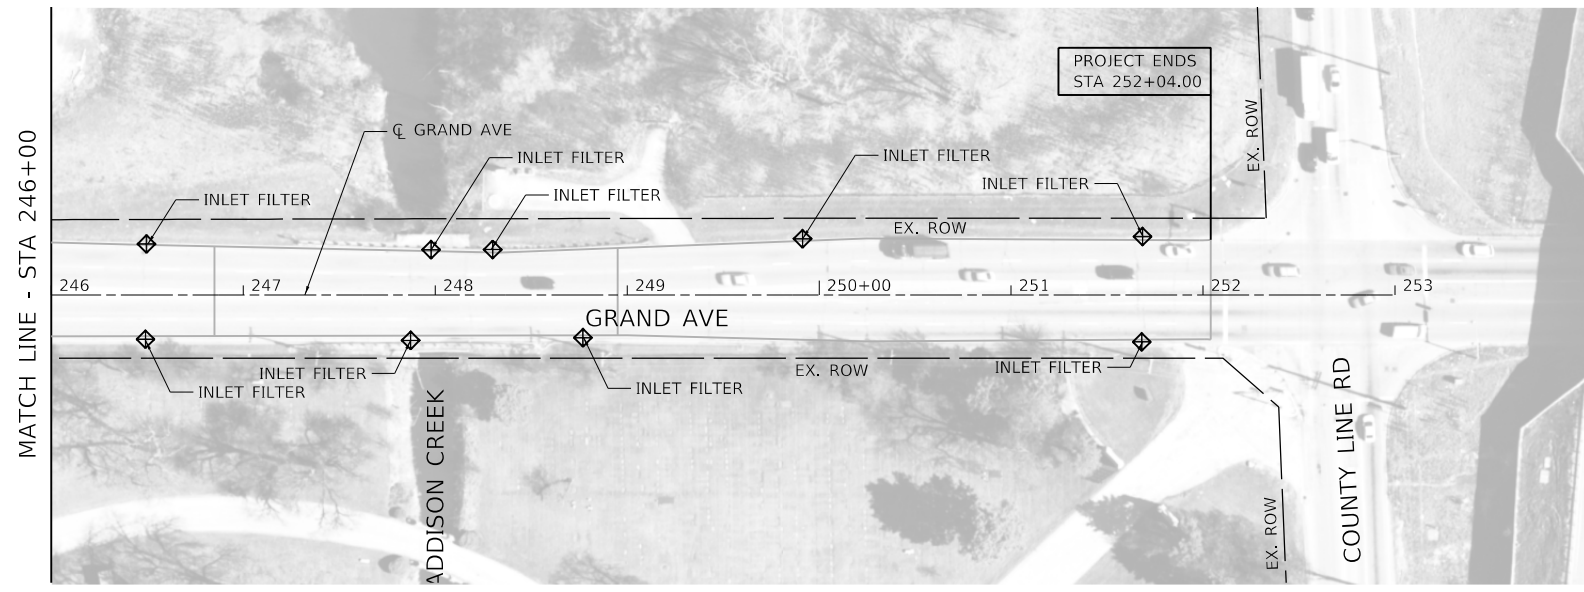 PROJECT ENDS
STA 252+04.00
EX. ROW
℄ GRAND AVE
INLET FILTER
INLET FILTER
INLET FILTER
INLET FILTER
INLET FILTER
INLET FILTER
EX. ROW
MATCH LINE - STA 246+00
246
247
248
249
250+00
251
252
253
GRAND AVE
INLET FILTER
INLET FILTER
INLET FILTER
INLET FILTER
EX. ROW
ADDISON CREEK
COUNTY LINE RD
EX. ROW